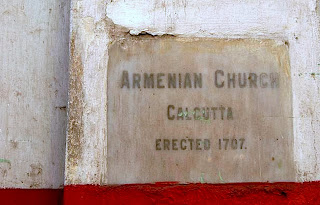 ARMENIAN CHURCH
CALCUTTA
ERECTED 1707.